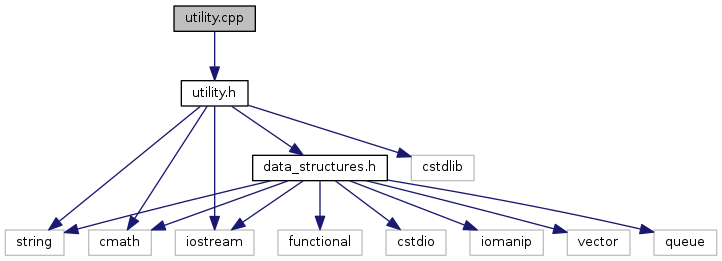 utility.cpp
utility.h
data_structures.h
cstdlib
string
cmath
iostream
functional
cstdio
iomanip
vector
queue